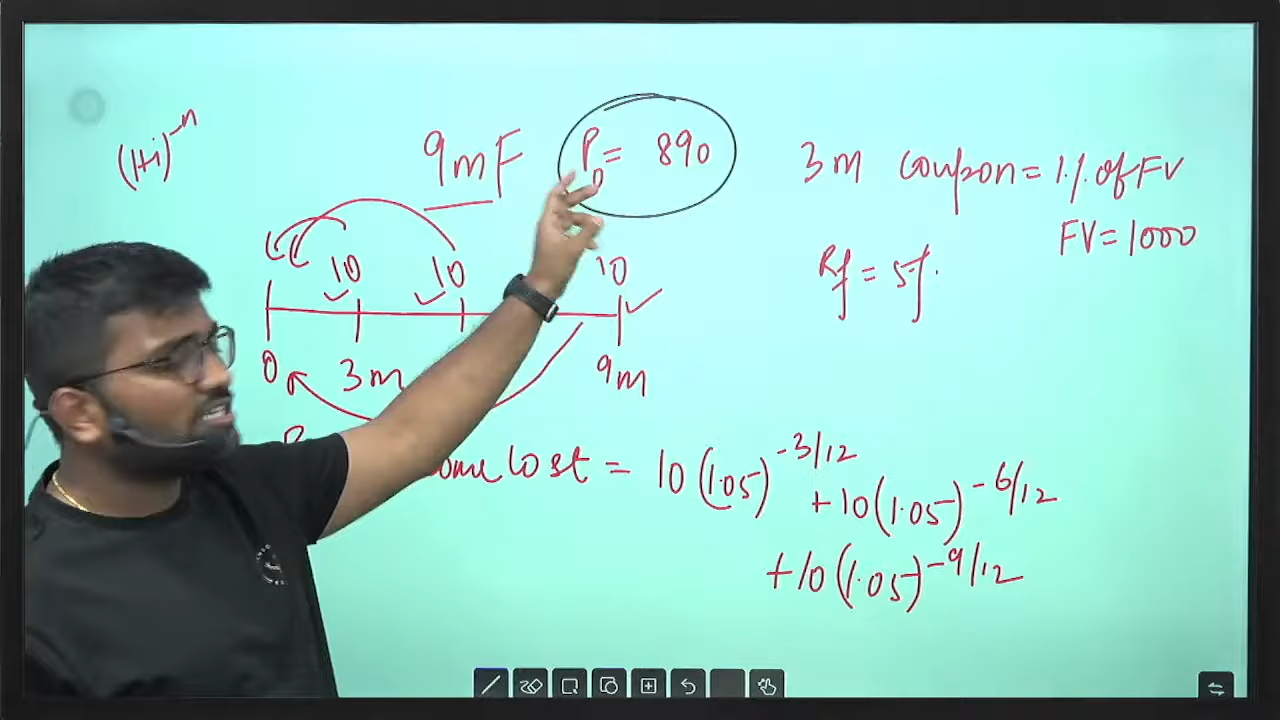 (1+i)^-n
9mF P₀ = 890
3m coupon = 1% of FV
FV = 1000
Rf = 5%
10 10 10
0 3m 9m
lost = 10(1.05)^-3/12
+10(1.05)^-6/12
+10(1.05)^-9/12